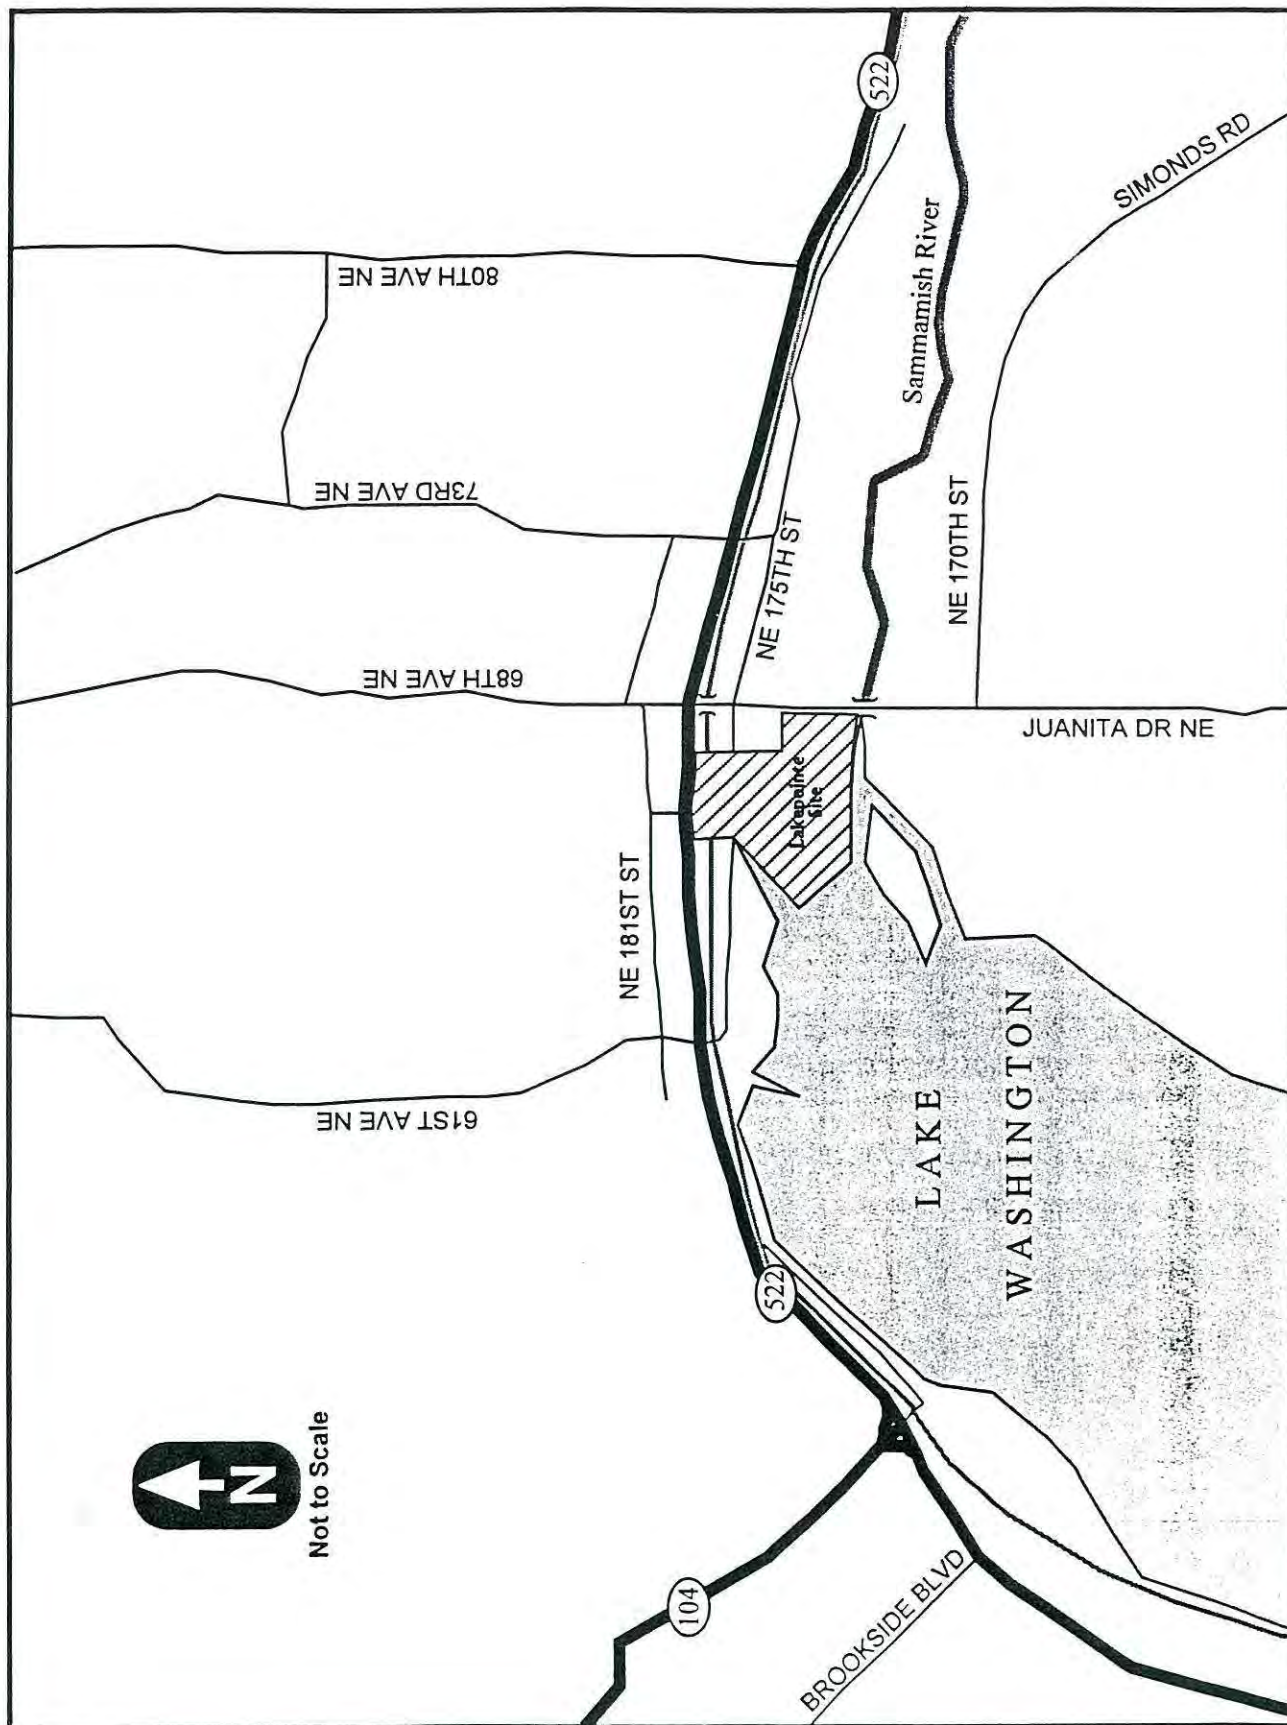 N
Not to Scale
104
BROOKSIDE BLVD
522
61ST AVE NE
NE 181ST ST
LAKE
WASHINGTON
Lakepointe
Site
68TH AVE NE
JUANITA DR NE
NE 175TH ST
NE 170TH ST
73RD AVE NE
80TH AVE NE
Sammamish River
SIMONDS RD
522